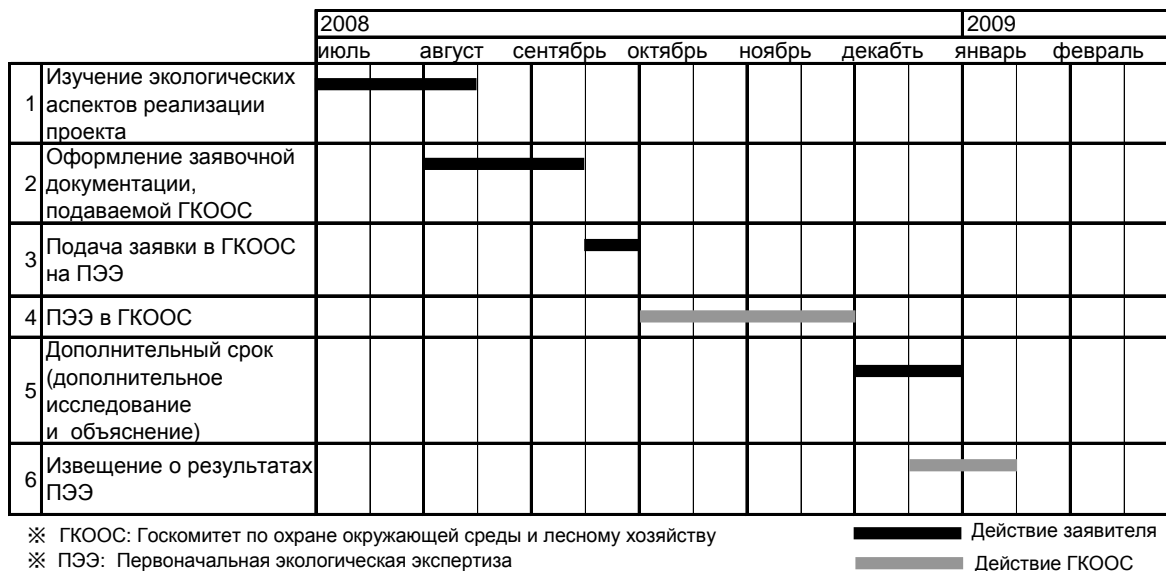 2008 2009
июль август сентябрь октябрь ноябрь декабть январь февраль
1 Изучение экологических
аспектов реализации
проекта
2 Оформление заявочной
документации,
подаваемой ГКООС
3 Подача заявки в ГКООС
на ПЭЭ
4 ПЭЭ в ГКООС
5 Дополнительный срок
(дополнительное
исследование
и объяснение)
6 Извещение о результатах
ПЭЭ
※ ГКООС: Госкомитет по охране окружающей среды и лесному хозяйству
※ ПЭЭ: Первоначальная экологическая экспертиза
Действие заявителя
Действие ГКООС